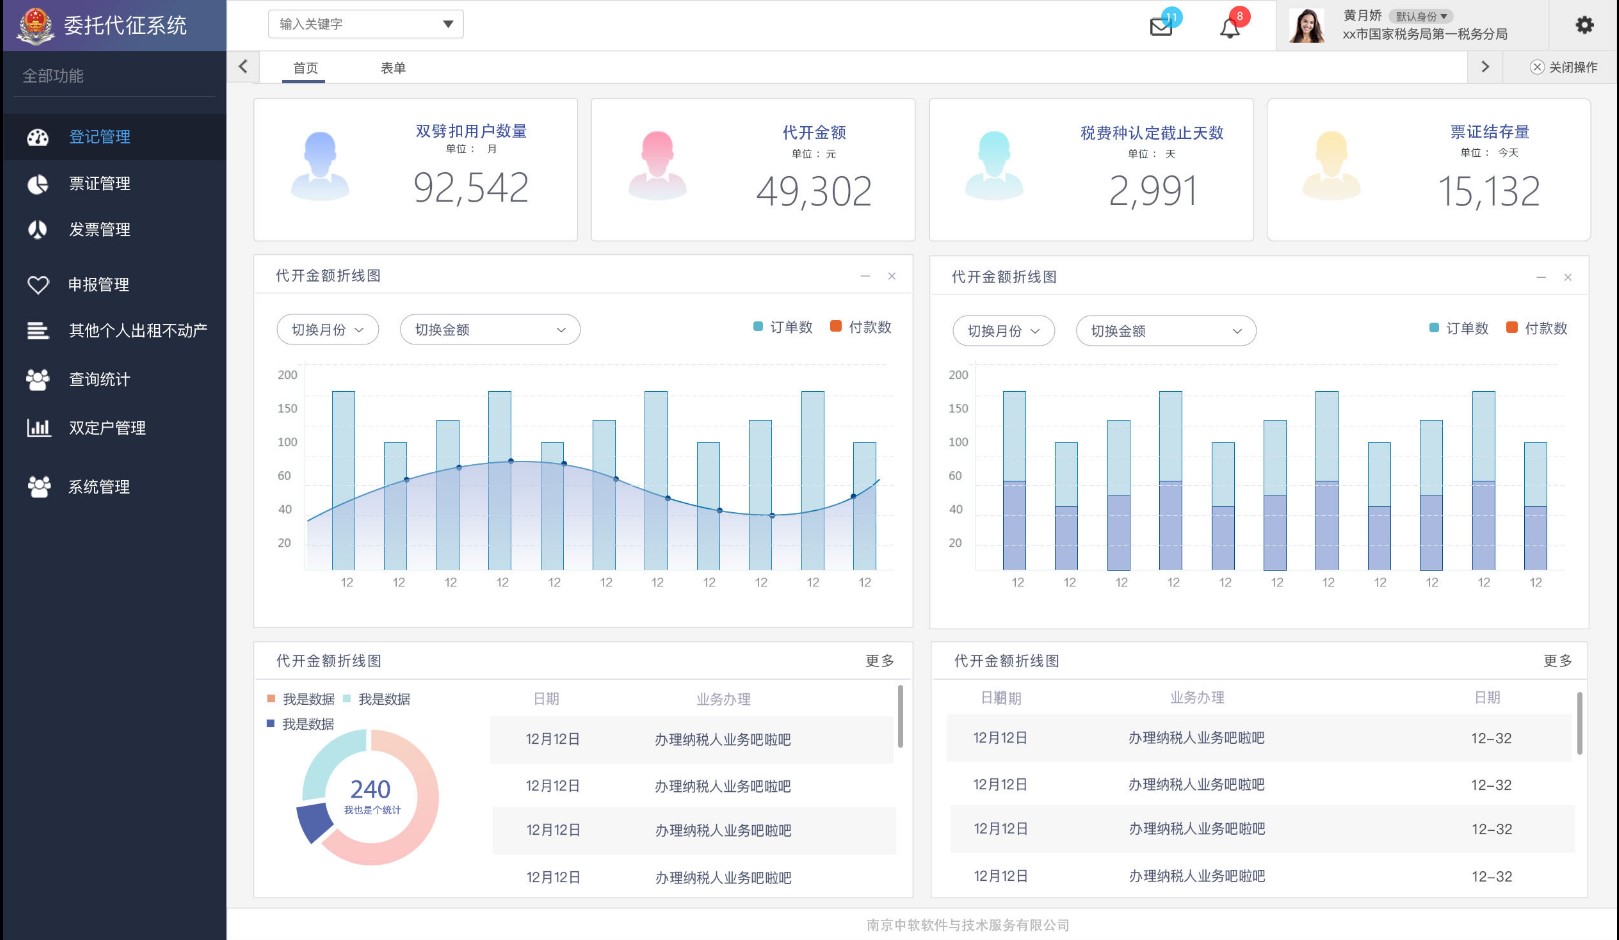 委托代征系统
输入关键字
11
8
黄月娇 默认身份
xx市国家税务局第一税务分局
全部功能
首页
表单
关闭操作
登记管理
票证管理
发票管理
申报管理
其他个人出租不动产
查询统计
双定户管理
系统管理
双劈扣用户数量
单位： 月
92,542
代开金额
单位：元
49,302
税费种认定截止天数
单位： 天
2,991
票证结存量
单位： 今天
15,132
代开金额折线图
切换月份
切换金额
订单数
付款数
200
150
100
60
40
20
12 12 12 12 12 12 12 12 12 12 12
代开金额折线图
切换月份
切换金额
订单数
付款数
200
150
100
60
40
20
12 12 12 12 12 12 12 12 12 12 12
代开金额折线图
更多
我是数据 我是数据
我是数据
240
我也是个统计
日期 业务办理
12月12日 办理纳税人业务吧啦吧
12月12日 办理纳税人业务吧啦吧
12月12日 办理纳税人业务吧啦吧
12月12日 办理纳税人业务吧啦吧
代开金额折线图
更多
业务办理 日期
12月12日 办理纳税人业务吧啦吧 12-32
12月12日 办理纳税人业务吧啦吧 12-32
12月12日 办理纳税人业务吧啦吧 12-32
12月12日 办理纳税人业务吧啦吧 12-32
南京中软软件与技术服务有限公司